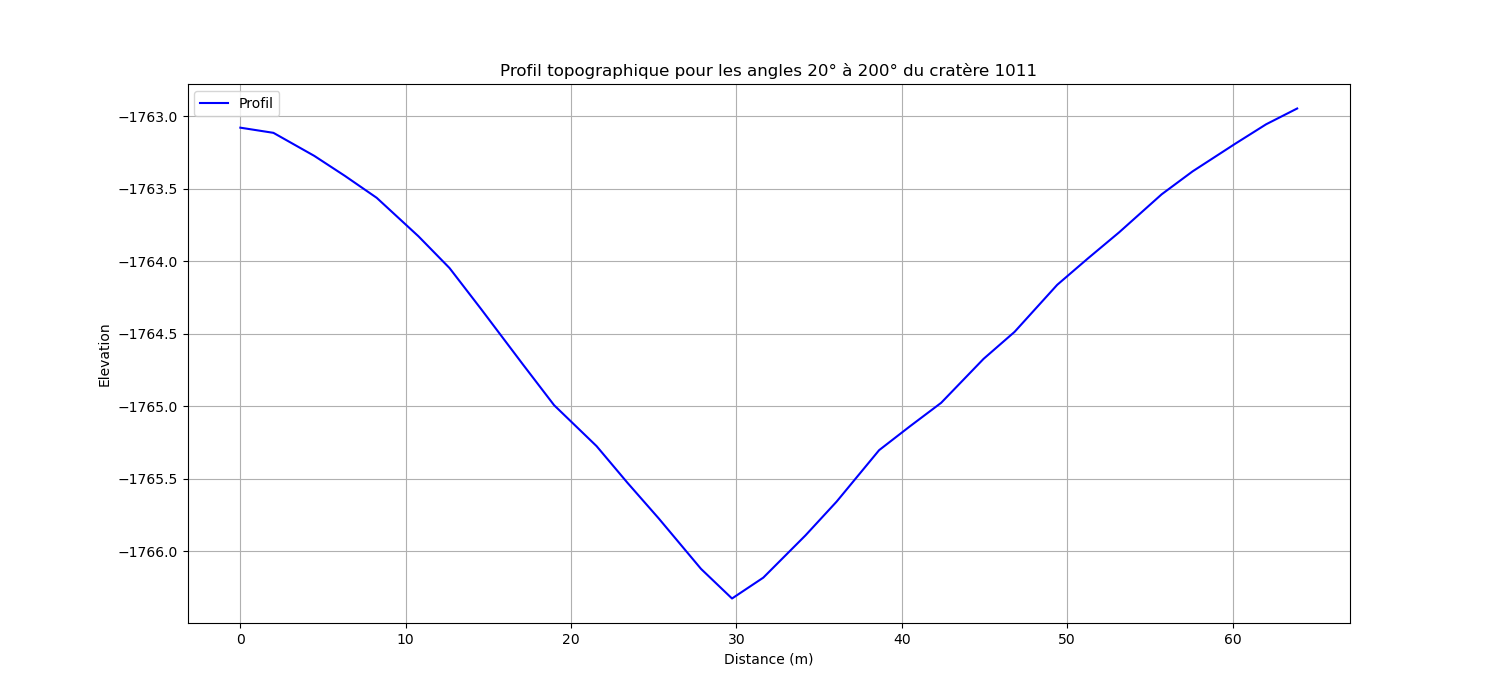 Profil topographique pour les angles 20° à 200° du cratère 1011
Profil
−1763.0
−1763.5
−1764.0
−1764.5
−1765.0
−1765.5
−1766.0
Elevation
0 10 20 30 40 50 60
Distance (m)